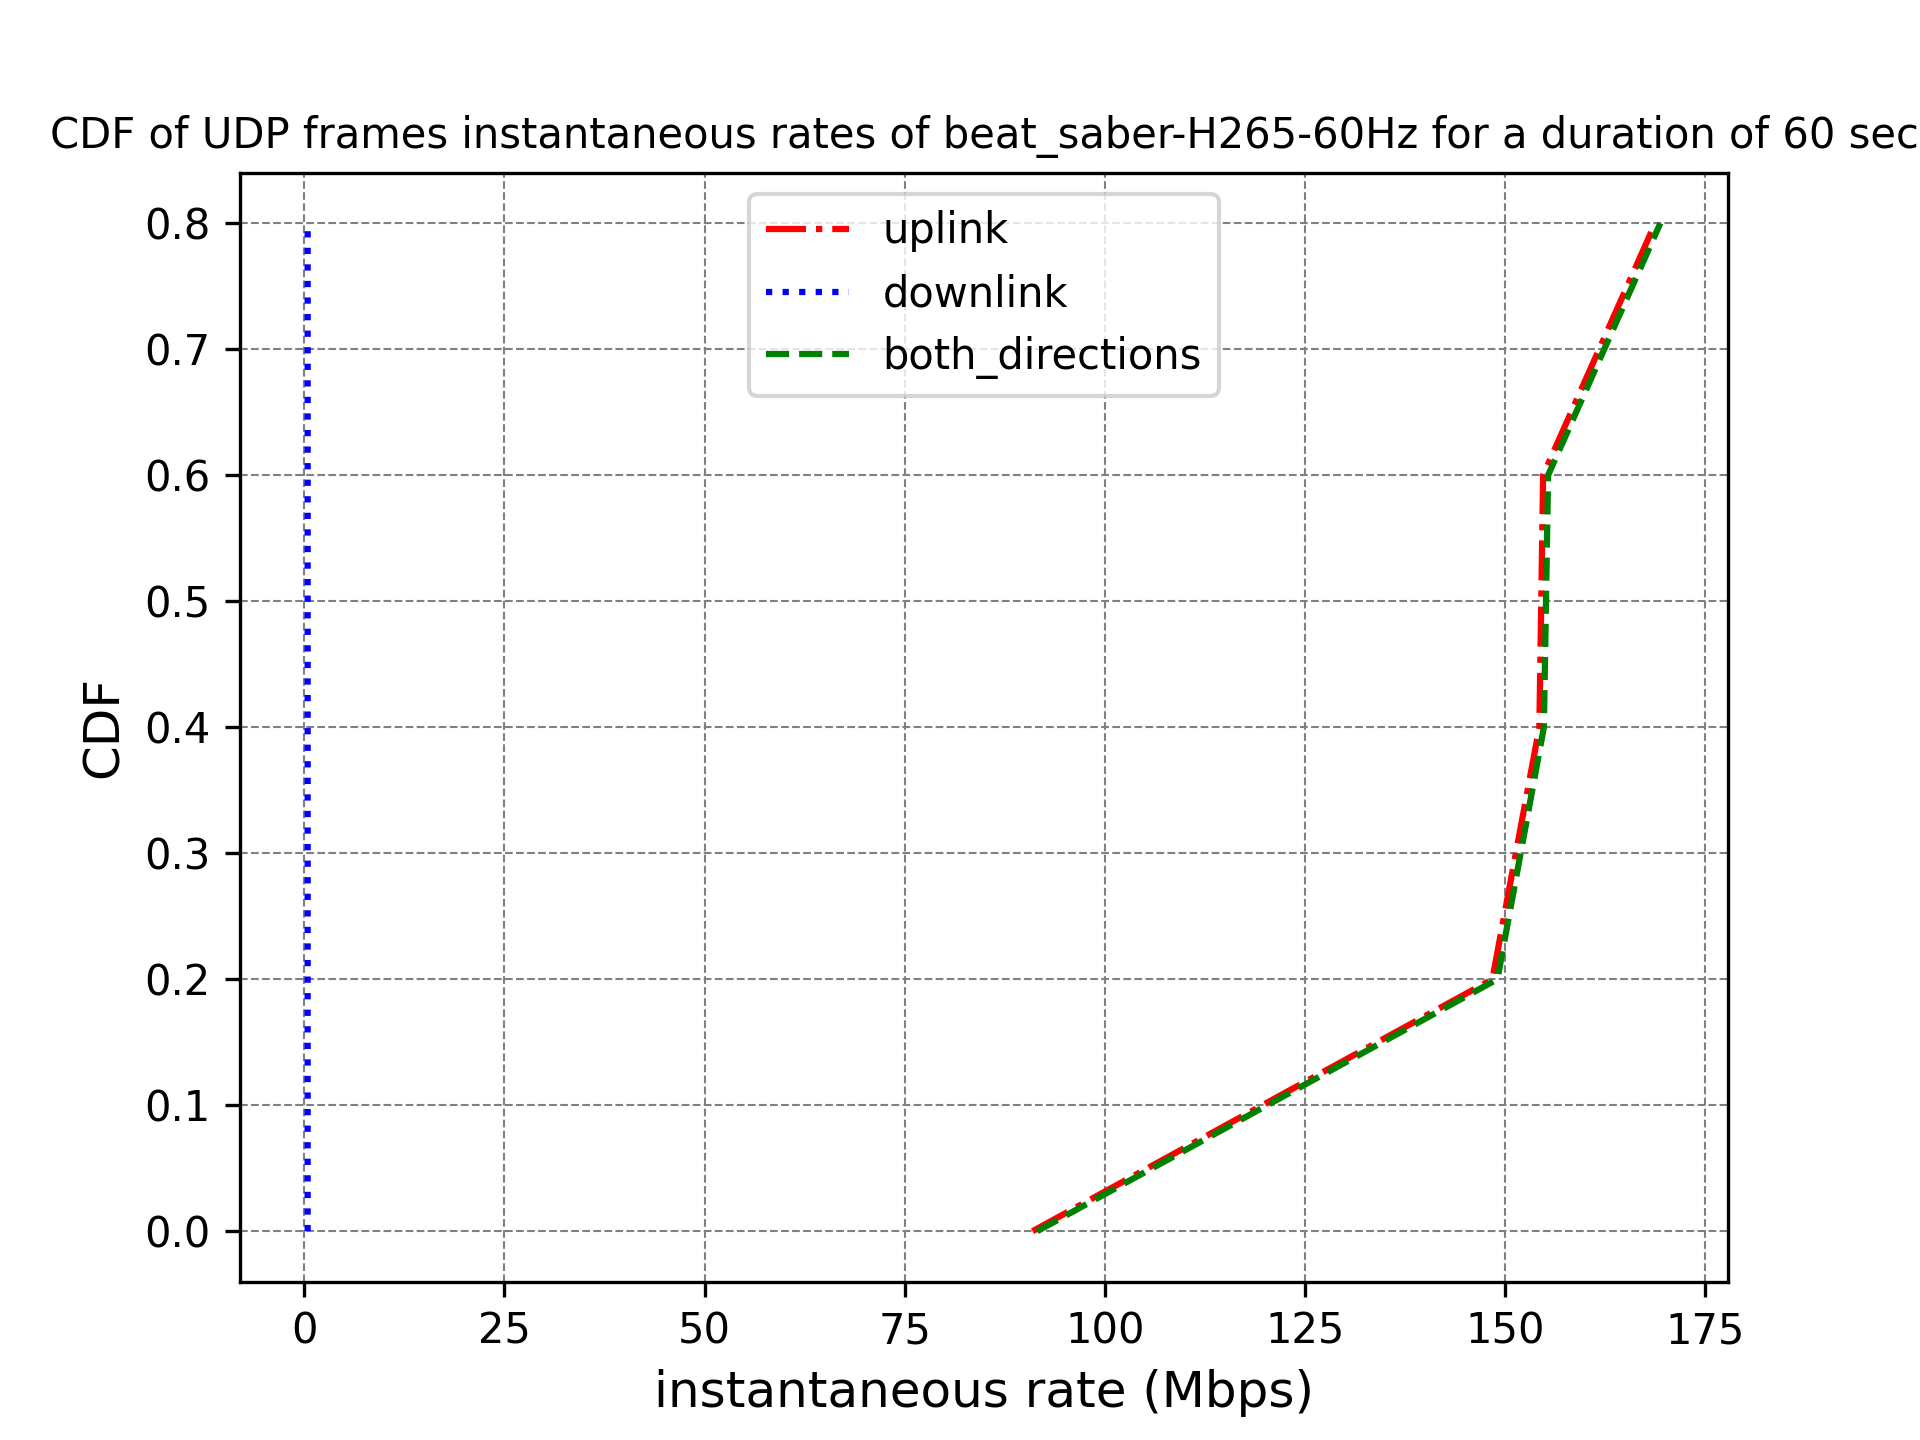 CDF of UDP frames instantaneous rates of beat_saber-H265-60Hz for a duration of 60 sec
uplink
downlink
both_directions
CDF
0.8
0.7
0.6
0.5
0.4
0.3
0.2
0.1
0.0
0 25 50 75 100 125 150 175
instantaneous rate (Mbps)